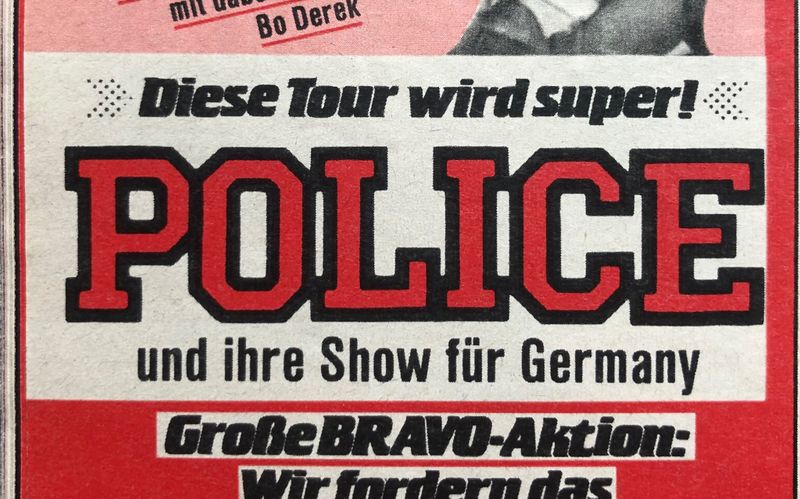 mit dabei
Bo Derek
Diese Tour wird super!
POLICE
und ihre Show für Germany
Große BRAVO-Aktion:
Wir fordern das